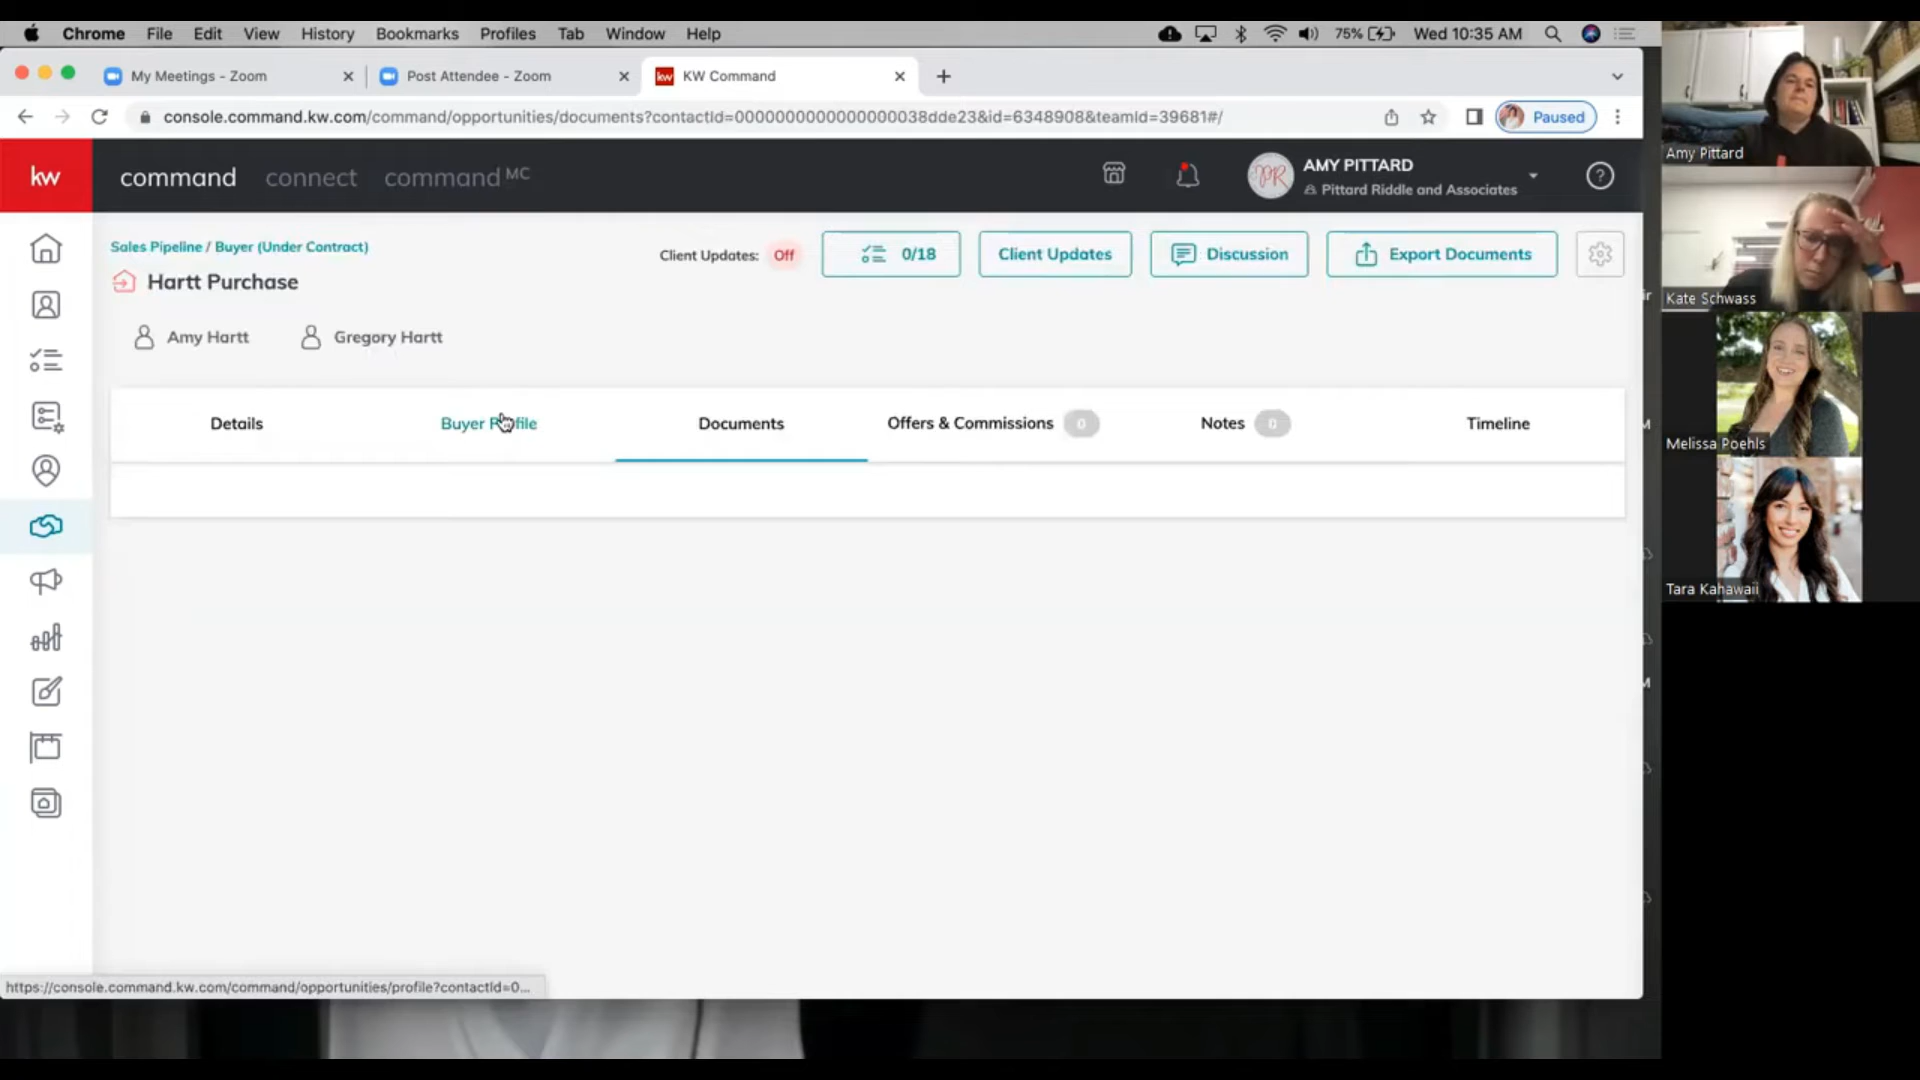 Chrome File Edit View History Bookmarks Profiles Tab Window Help 75% Wed 10:35 AM
My Meetings - Zoom Post Attendee - Zoom KW Command
console.command.kw.com/command/opportunities/documents?contactId=0000000000000000038dde23&id=6348908&teamId=39681#/ Paused
kw command connect command MC AMY PITTARD
Pittard Riddle and Associates
Sales Pipeline / Buyer (Under Contract)
Client Updates: Off 0/18 Client Updates Discussion Export Documents
Hartt Purchase
Amy Hartt Gregory Hartt
Details Buyer Profile Documents Offers & Commissions 0 Notes 0 Timeline
https://console.command.kw.com/command/opportunities/profile?contactId=0...
Amy Pittard
Kate Schwass
Melissa Poehls
Tara Kahawaii